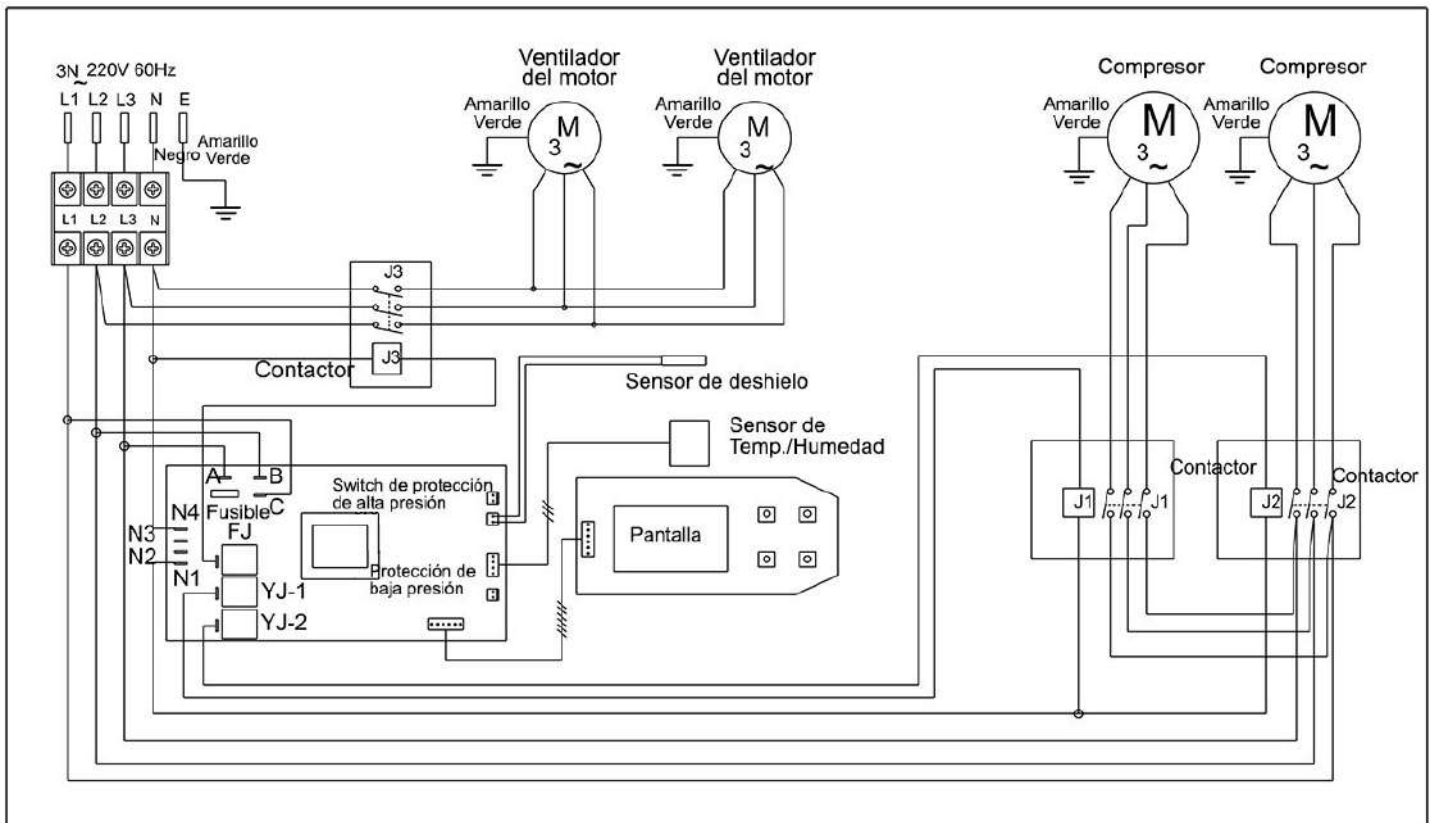 3N~ 220V 60Hz
L1 L2 L3 N E
Negro
Amarillo
Verde
L1 L2 L3 N
Ventilador
del motor
Amarillo
Verde
M
3~
Ventilador
del motor
Amarillo
Verde
M
3~
Compresor
Amarillo
Verde
M
3~
Compresor
Amarillo
Verde
M
3~
J3
J3
Contactor
Sensor de deshielo
Sensor de
Temp./Humedad
A
B
C
Fusible
N4
N3
N2
N1
FJ
YJ-1
YJ-2
Switch de protección
de alta presión
Protección de
baja presión
Pantalla
Contactor
J1
J1
Contactor
J2
J2